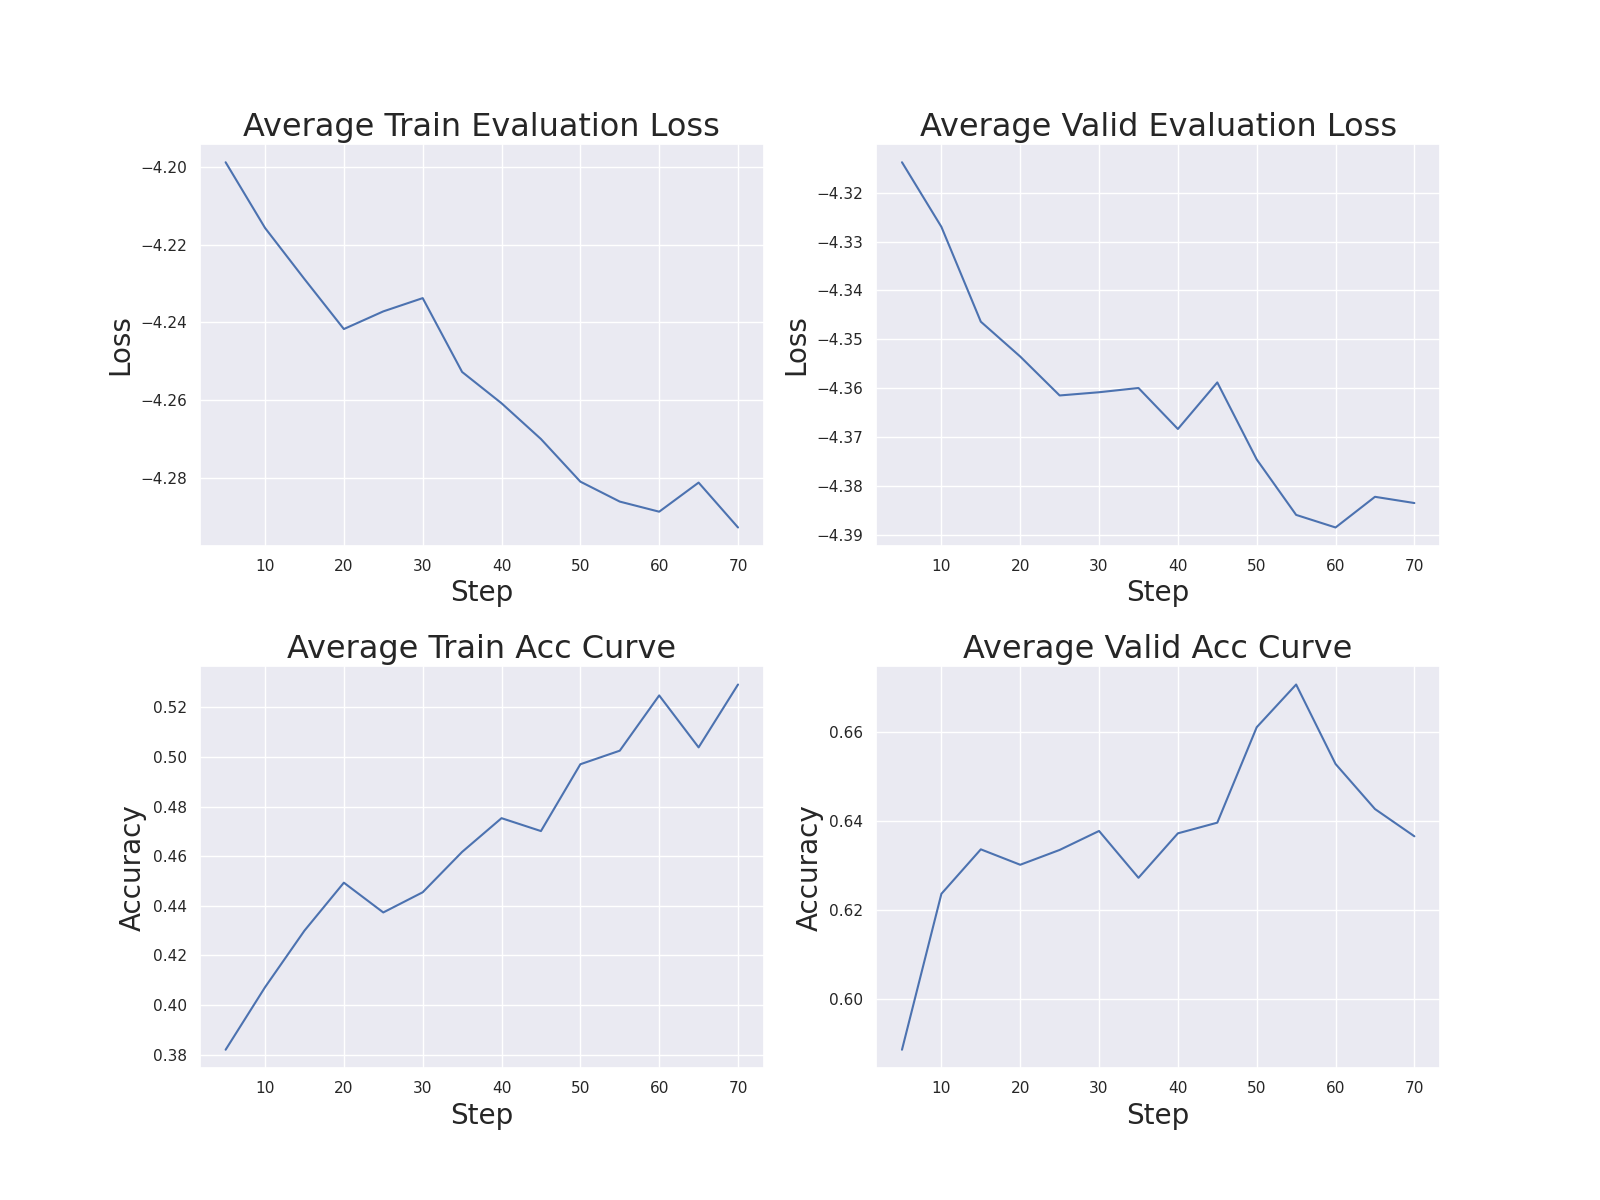 Average Train Evaluation Loss
Loss
−4.20
−4.22
−4.24
−4.26
−4.28
10 20 30 40 50 60 70
Step
Average Valid Evaluation Loss
Loss
−4.32
−4.33
−4.34
−4.35
−4.36
−4.37
−4.38
−4.39
10 20 30 40 50 60 70
Step
Average Train Acc Curve
Accuracy
0.52
0.50
0.48
0.46
0.44
0.42
0.40
0.38
10 20 30 40 50 60 70
Step
Average Valid Acc Curve
Accuracy
0.66
0.64
0.62
0.60
10 20 30 40 50 60 70
Step